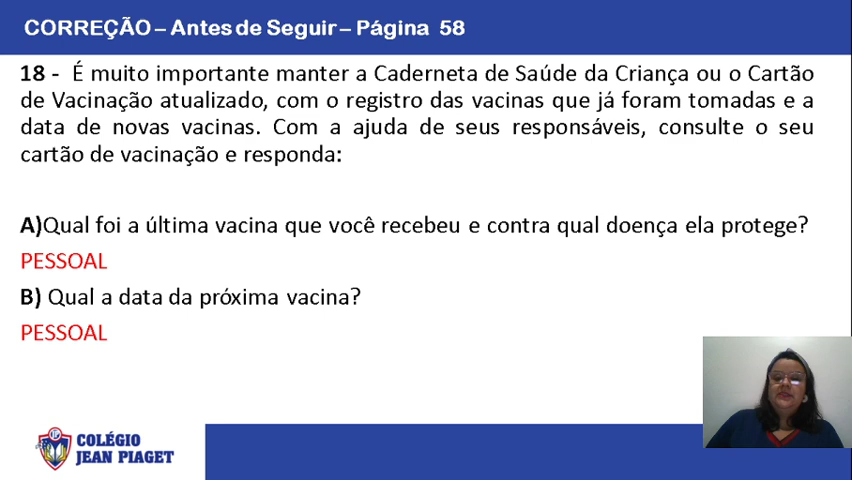 CORREÇÃO – Antes de Seguir – Página 58
18 - É muito importante manter a Caderneta de Saúde da Criança ou o Cartão
de Vacinação atualizado, com o registro das vacinas que já foram tomadas e a
data de novas vacinas. Com a ajuda de seus responsáveis, consulte o seu
cartão de vacinação e responda:
A)Qual foi a última vacina que você recebeu e contra qual doença ela protege?
PESSOAL
B) Qual a data da próxima vacina?
PESSOAL
COLÉGIO
JEAN PIAGET